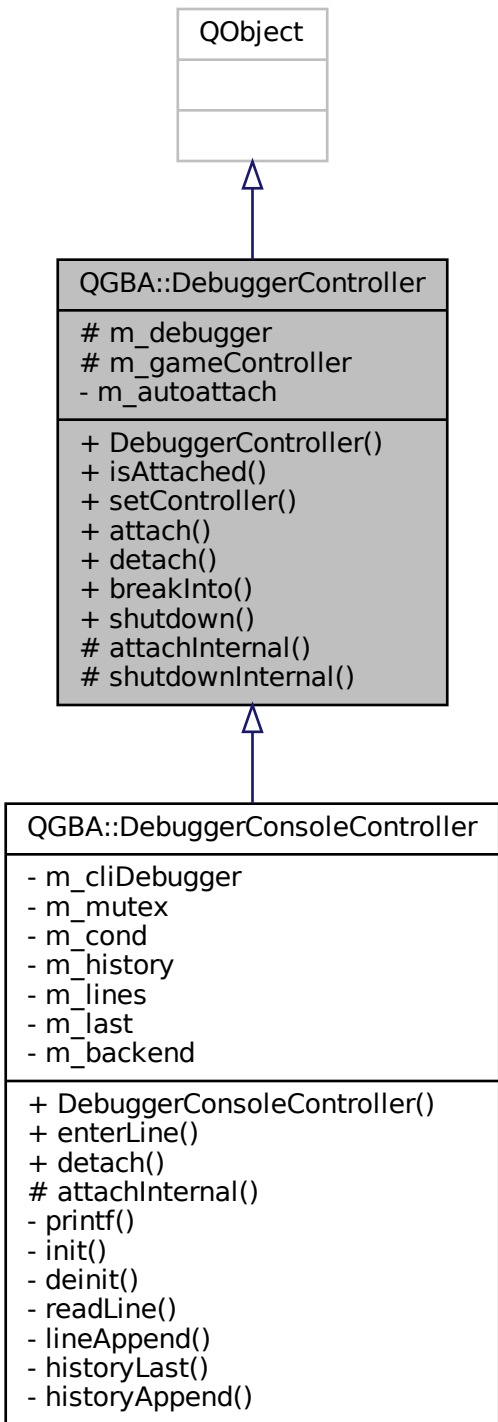 QObject
QGBA::DebuggerController
# m_debugger
# m_gameController
- m_autoattach
+ DebuggerController()
+ isAttached()
+ setController()
+ attach()
+ detach()
+ breakInto()
+ shutdown()
# attachInternal()
# shutdownInternal()
QGBA::DebuggerConsoleController
- m_cliDebugger
- m_mutex
- m_cond
- m_history
- m_lines
- m_last
- m_backend
+ DebuggerConsoleController()
+ enterLine()
+ detach()
# attachInternal()
- printf()
- init()
- deinit()
- readLine()
- lineAppend()
- historyLast()
- historyAppend()